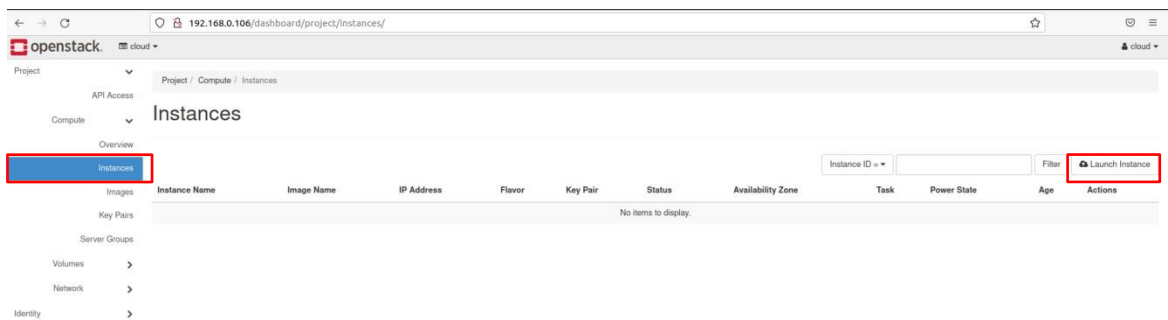 192.168.0.106/dashboard/project/instances/
openstack. cloud
cloud
Project
API Access
Compute
Overview
Instances
Images
Key Pairs
Server Groups
Volumes
Network
Identity
Project / Compute / Instances
Instances
Instance ID = Filter Launch Instance
Instance Name Image Name IP Address Flavor Key Pair Status Availability Zone Task Power State Age Actions
No items to display.